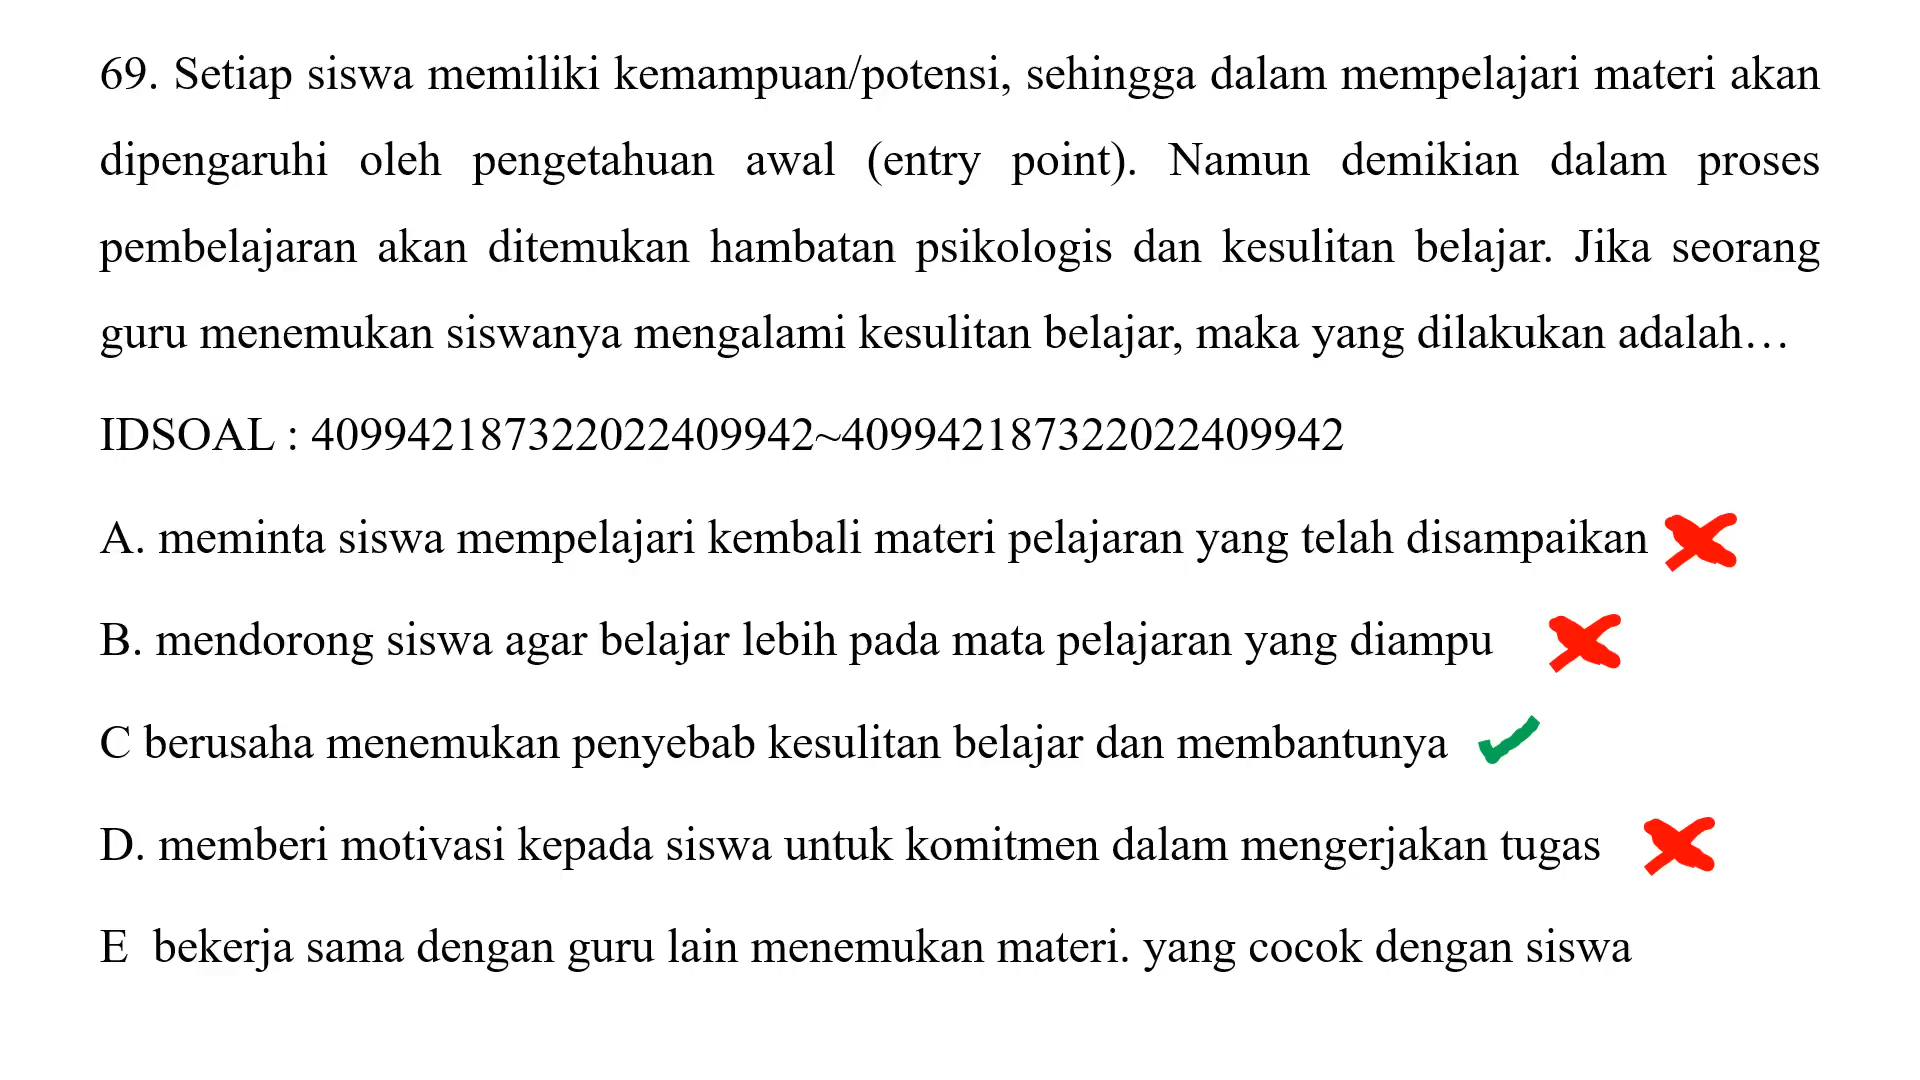 69. Setiap siswa memiliki kemampuan/potensi, sehingga dalam mempelajari materi akan
dipengaruhi oleh pengetahuan awal (entry point). Namun demikian dalam proses
pembelajaran akan ditemukan hambatan psikologis dan kesulitan belajar. Jika seorang
guru menemukan siswanya mengalami kesulitan belajar, maka yang dilakukan adalah…
IDSOAL : 409942187322022409942~409942187322022409942
A. meminta siswa mempelajari kembali materi pelajaran yang telah disampaikan
B. mendorong siswa agar belajar lebih pada mata pelajaran yang diampu
C berusaha menemukan penyebab kesulitan belajar dan membantunya
D. memberi motivasi kepada siswa untuk komitmen dalam mengerjakan tugas
E  bekerja sama dengan guru lain menemukan materi. yang cocok dengan siswa